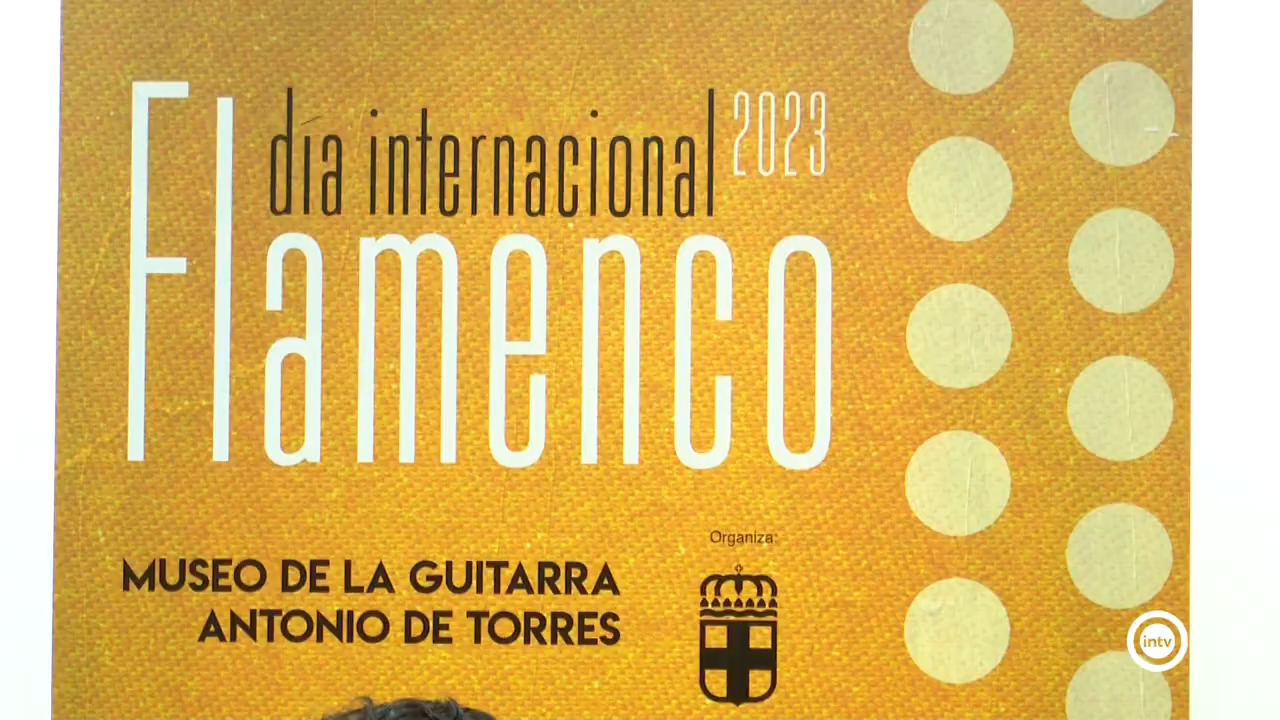 día internacional 2023
Flamenco
Organiza:
MUSEO DE LA GUITARRA
ANTONIO DE TORRES
intv